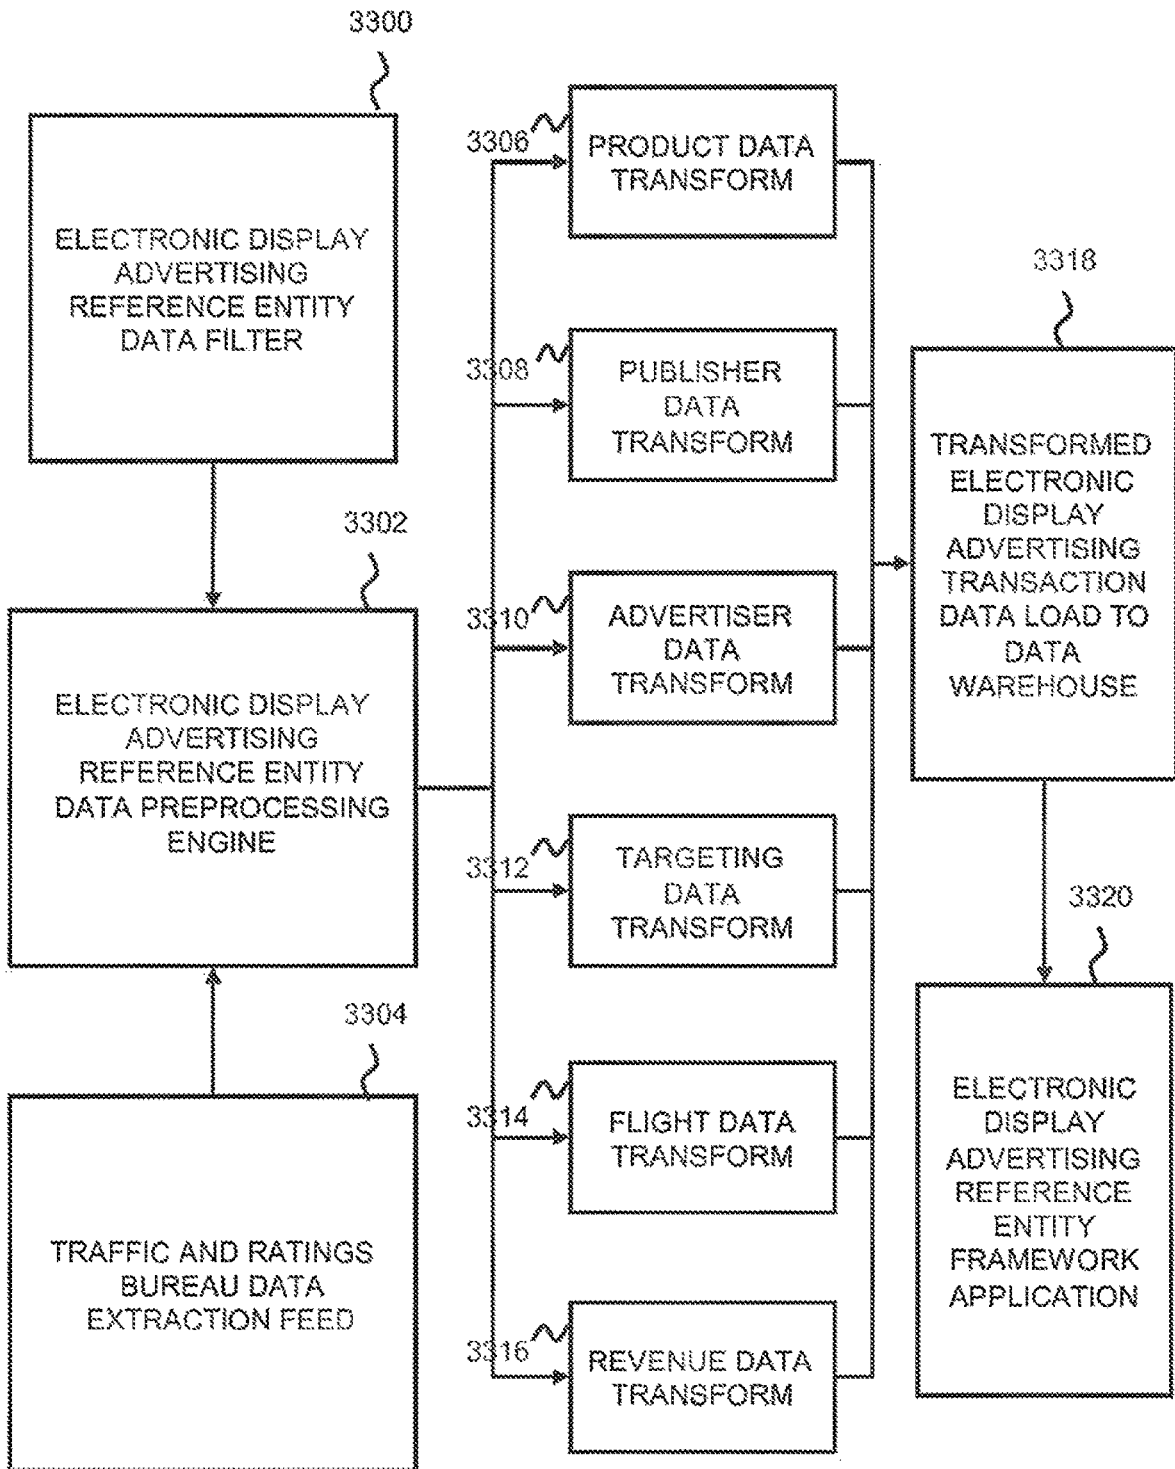 3300
ELECTRONIC DISPLAY
ADVERTISING
REFERENCE ENTITY
DATA FILTER
3302
ELECTRONIC DISPLAY
ADVERTISING
REFERENCE ENTITY
DATA PREPROCESSING
ENGINE
3304
TRAFFIC AND RATINGS
BUREAU DATA
EXTRACTION FEED
3306
PRODUCT DATA
TRANSFORM
3308
PUBLISHER
DATA
TRANSFORM
3310
ADVERTISER
DATA
TRANSFORM
3312
TARGETING
DATA
TRANSFORM
3314
FLIGHT DATA
TRANSFORM
3316
REVENUE DATA
TRANSFORM
3318
TRANSFORMED
ELECTRONIC
DISPLAY
ADVERTISING
TRANSACTION
DATA LOAD TO
DATA
WAREHOUSE
3320
ELECTRONIC
DISPLAY
ADVERTISING
REFERENCE
ENTITY
FRAMEWORK
APPLICATION